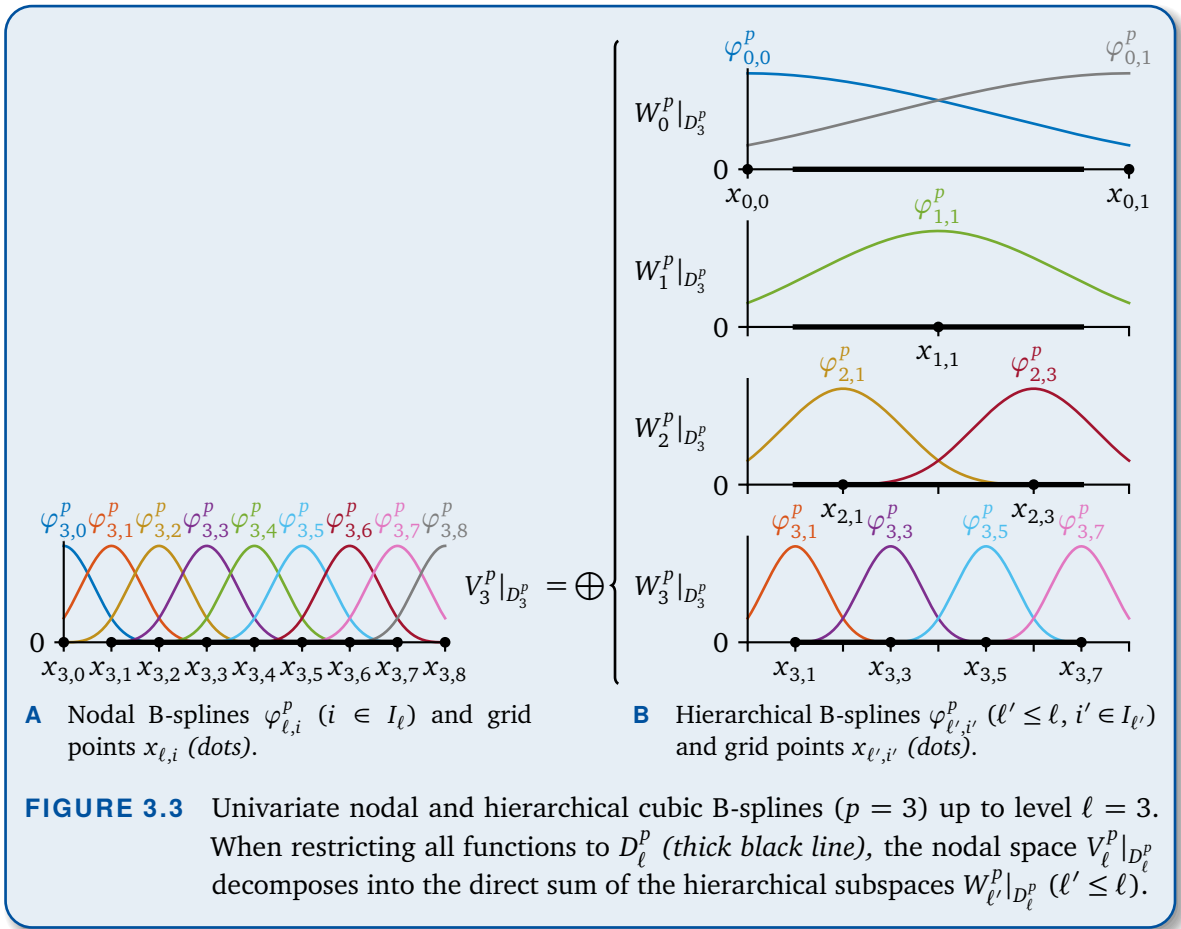 φ^p_{0,0} φ^p_{0,1}
W^p_0|_{D^p_3}
0
x_{0,0} x_{0,1}
φ^p_{1,1}
W^p_1|_{D^p_3}
0
x_{1,1}
φ^p_{2,1} φ^p_{2,3}
W^p_2|_{D^p_3}
0
x_{2,1} x_{2,3}
φ^p_{3,1} φ^p_{3,3} φ^p_{3,5} φ^p_{3,7}
W^p_3|_{D^p_3}
0
x_{3,1} x_{3,3} x_{3,5} x_{3,7}
φ^p_{3,0} φ^p_{3,1} φ^p_{3,2} φ^p_{3,3} φ^p_{3,4} φ^p_{3,5} φ^p_{3,6} φ^p_{3,7} φ^p_{3,8}
V^p_3|_{D^p_3} = ⊕ {
0
x_{3,0} x_{3,1} x_{3,2} x_{3,3} x_{3,4} x_{3,5} x_{3,6} x_{3,7} x_{3,8}
A Nodal B-splines φ^p_{ℓ,i} (i ∈ I_ℓ) and grid
points x_{ℓ,i} (dots).
B Hierarchical B-splines φ^p_{ℓ′,i′} (ℓ′ ≤ ℓ, i′ ∈ I_{ℓ′})
and grid points x_{ℓ′,i′} (dots).
FIGURE 3.3 Univariate nodal and hierarchical cubic B-splines (p = 3) up to level ℓ = 3.
When restricting all functions to D^p_ℓ (thick black line), the nodal space V^p_ℓ|_{D^p_ℓ}
decomposes into the direct sum of the hierarchical subspaces W^p_{ℓ′}|_{D^p_ℓ} (ℓ′ ≤ ℓ).